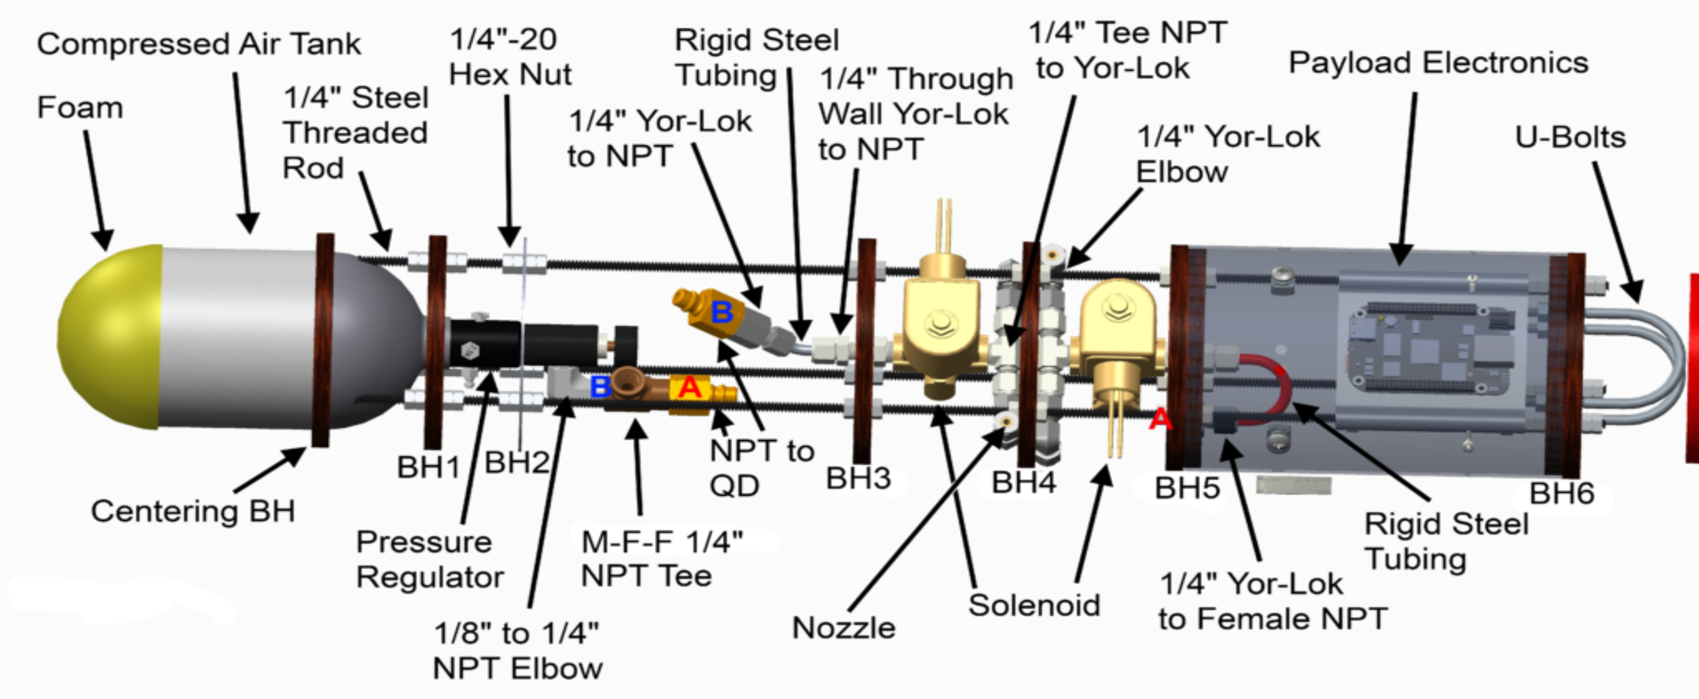 Compressed Air Tank
Foam
1/4" Steel
Threaded
Rod
1/4"-20
Hex Nut
1/4" Yor-Lok
to NPT
Rigid Steel
Tubing
1/4" Through
Wall Yor-Lok
to NPT
1/4" Tee NPT
to Yor-Lok
1/4" Yor-Lok
Elbow
Payload Electronics
U-Bolts
B
B
A
A
Centering BH
BH1
BH2
BH3
BH4
BH5
BH6
Pressure
Regulator
1/8" to 1/4"
NPT Elbow
M-F-F 1/4"
NPT Tee
NPT to
QD
Nozzle
Solenoid
1/4" Yor-Lok
to Female NPT
Rigid Steel
Tubing